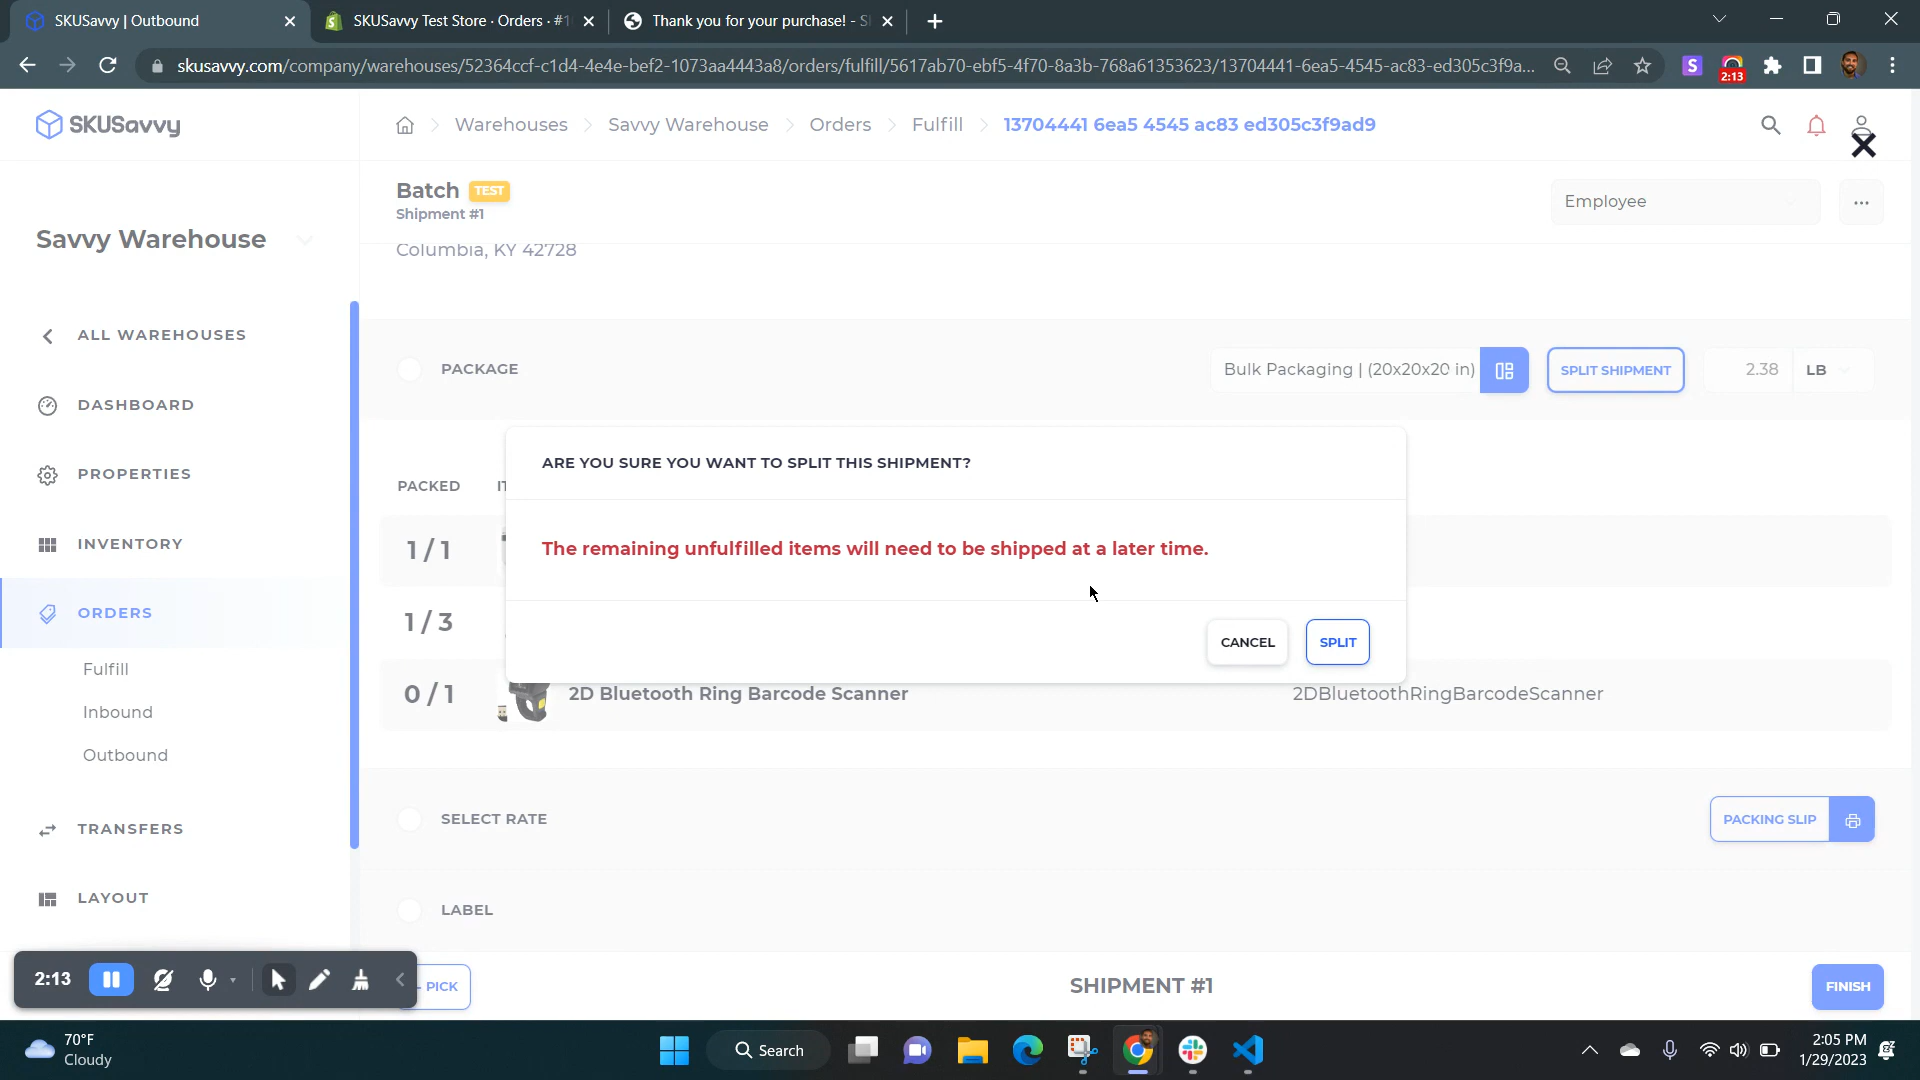 SKUSavvy | Outbound
SKUSavvy Test Store · Orders · #1
Thank you for your purchase! - S
skusavvy.com/company/warehouses/52364ccf-c1d4-4e4e-bef2-1073aa4443a8/orders/fulfill/5617ab70-ebf5-4f70-8a3b-768a61353623/13704441-6ea5-4545-ac83-ed305c3f9a...
S
2:13
SKUSavvy
Warehouses
Savvy Warehouse
Orders
Fulfill
13704441 6ea5 4545 ac83 ed305c3f9ad9
Batch TEST
Shipment #1
Employee
...
Columbia, KY 42728
Savvy Warehouse
ALL WAREHOUSES
DASHBOARD
PROPERTIES
INVENTORY
ORDERS
Fulfill
Inbound
Outbound
TRANSFERS
LAYOUT
PACKAGE
Bulk Packaging | (20x20x20 in)
SPLIT SHIPMENT
2.38 LB
PACKED
IT
1 / 1
1 / 3
0 / 1
ARE YOU SURE YOU WANT TO SPLIT THIS SHIPMENT?
The remaining unfulfilled items will need to be shipped at a later time.
CANCEL
SPLIT
2D Bluetooth Ring Barcode Scanner
2DBluetoothRingBarcodeScanner
SELECT RATE
PACKING SLIP
LABEL
2:13
PICK
SHIPMENT #1
FINISH
70°F
Cloudy
Search
2:05 PM
1/29/2023